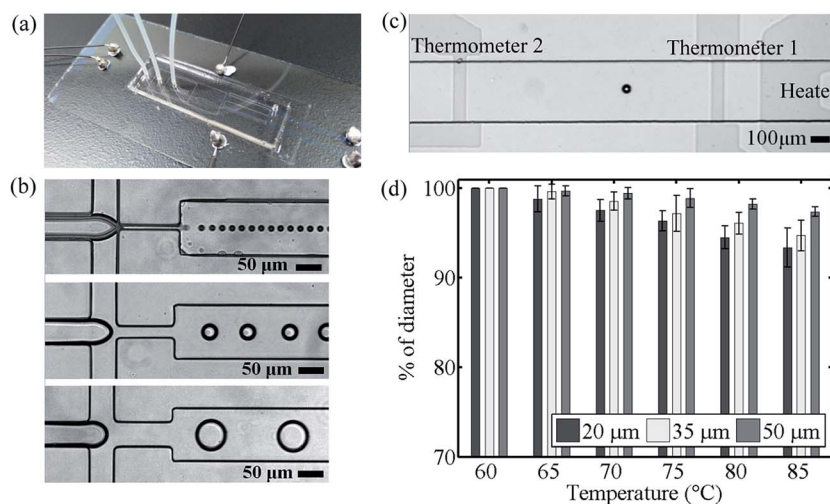 (a)
(b)
50 μm
50 μm
50 μm
(c)
Thermometer 2
Thermometer 1
Heate
100μm
(d)
% of diameter
100
90
80
70
20 μm 35 μm 50 μm
60 65 70 75 80 85
Temperature (°C)